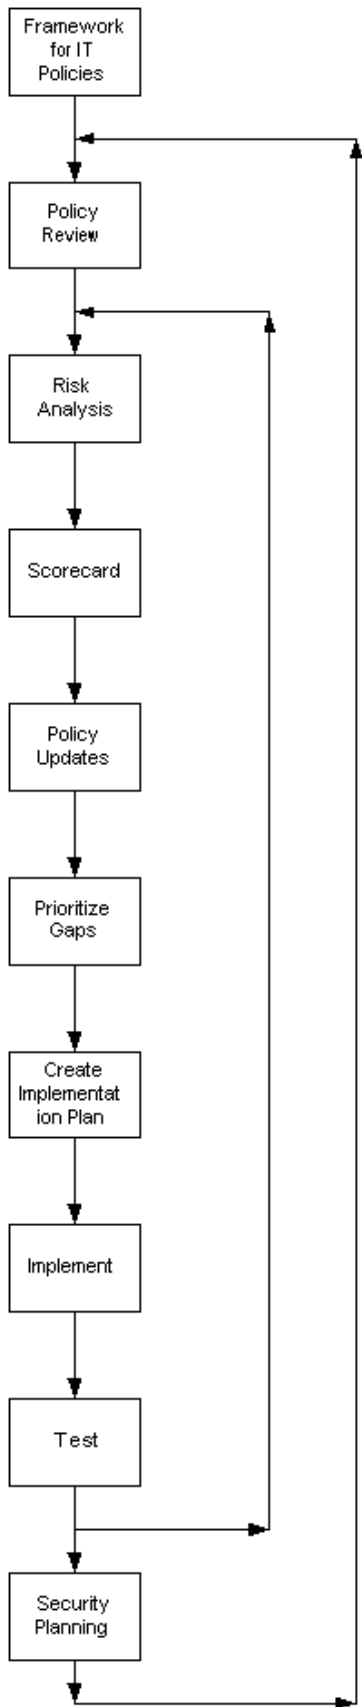 Framework
for IT
Policies
Policy
Review
Risk
Analysis
Scorecard
Policy
Updates
Prioritize
Gaps
Create
Implementat
ion Plan
Implement
Test
Security
Planning